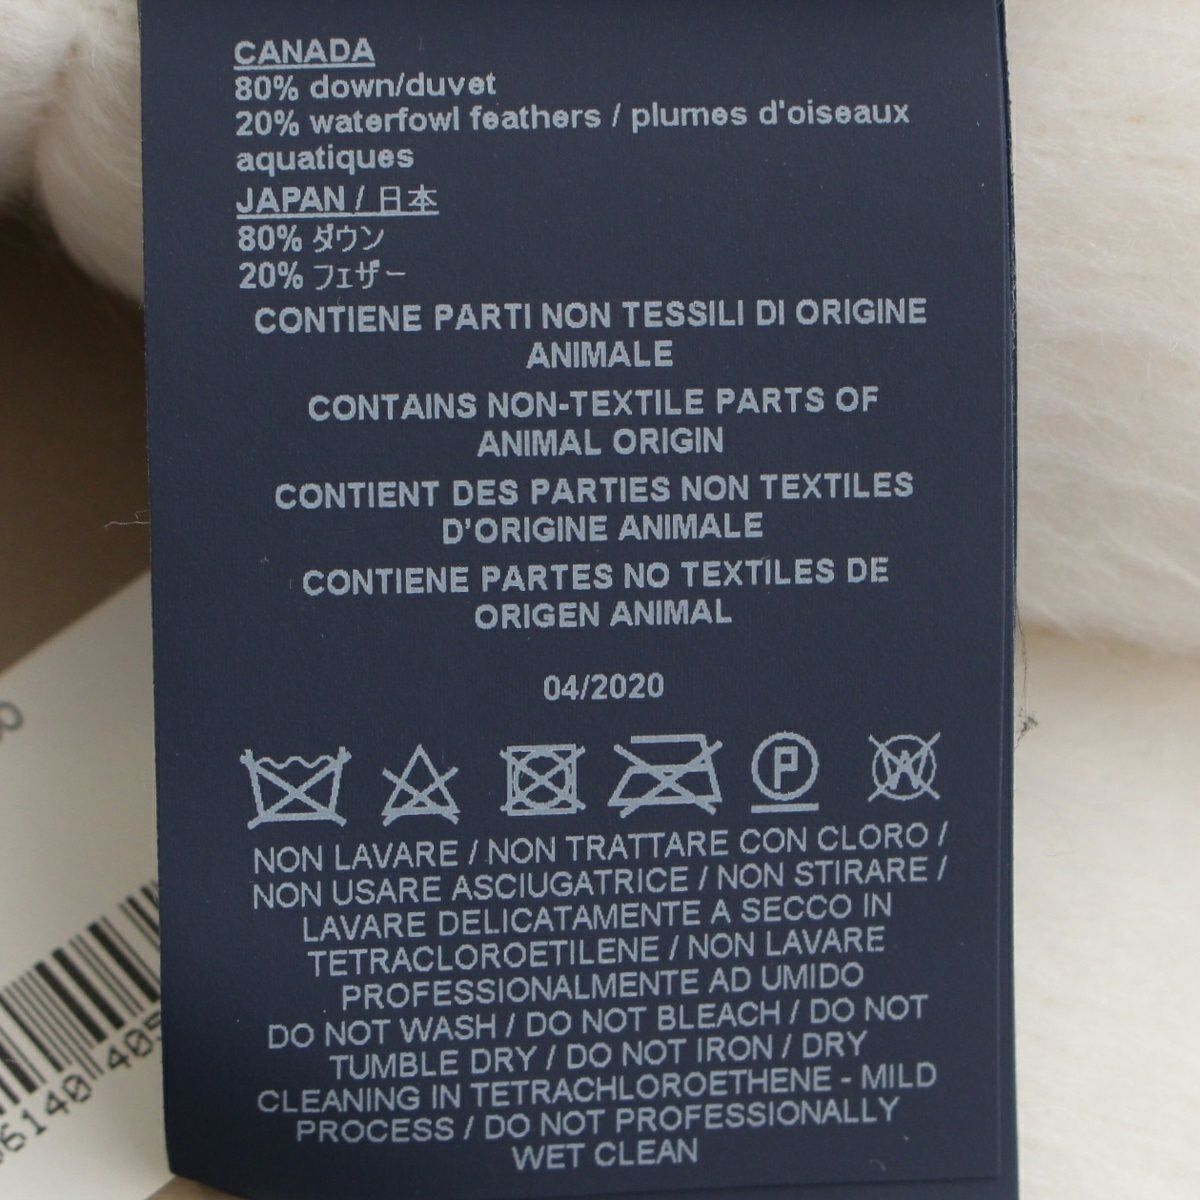 CANADA
80% down/duvet
20% waterfowl feathers / plumes d'oiseaux
aquatiques
JAPAN / 日本
80% ダウン
20% フェザー
CONTIENE PARTI NON TESSILI DI ORIGINE
ANIMALE
CONTAINS NON-TEXTILE PARTS OF
ANIMAL ORIGIN
CONTIENT DES PARTIES NON TEXTILES
D'ORIGINE ANIMALE
CONTIENE PARTES NO TEXTILES DE
ORIGEN ANIMAL
04/2020
P W
NON LAVARE / NON TRATTARE CON CLORO /
NON USARE ASCIUGATRICE / NON STIRARE /
LAVARE DELICATAMENTE A SECCO IN
TETRACLOROETILENE / NON LAVARE
PROFESSIONALMENTE AD UMIDO
DO NOT WASH / DO NOT BLEACH / DO NOT
TUMBLE DRY / DO NOT IRON / DRY
CLEANING IN TETRACHLOROETHENE - MILD
PROCESS / DO NOT PROFESSIONALLY
WET CLEAN